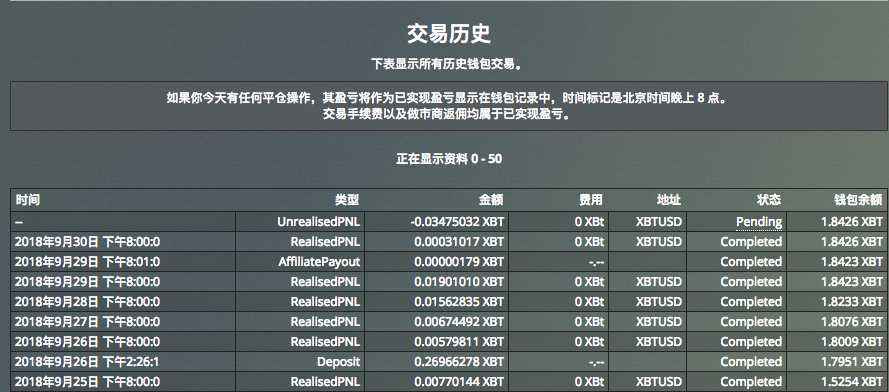 交易历史
下表显示所有历史钱包交易。
如果你今天有任何平仓操作，其盈亏将作为已实现盈亏显示在钱包记录中，时间标记是北京时间晚上 8 点。
交易手续费以及做市商返佣均属于已实现盈亏。
正在显示资料 0 - 50
时间 类型 金额 费用 地址 状态 钱包余额
-- UnrealisedPNL -0.03475032 XBT 0 XBt XBTUSD Pending 1.8426 XBT
2018年9月30日 下午8:00:0 RealisedPNL 0.00031017 XBT 0 XBt XBTUSD Completed 1.8426 XBT
2018年9月29日 下午8:01:0 AffiliatePayout 0.00000179 XBT -.-- Completed 1.8423 XBT
2018年9月29日 下午8:00:0 RealisedPNL 0.01901010 XBT 0 XBt XBTUSD Completed 1.8423 XBT
2018年9月28日 下午8:00:0 RealisedPNL 0.01562835 XBT 0 XBt XBTUSD Completed 1.8233 XBT
2018年9月27日 下午8:00:0 RealisedPNL 0.00674492 XBT 0 XBt XBTUSD Completed 1.8076 XBT
2018年9月26日 下午8:00:0 RealisedPNL 0.00579811 XBT 0 XBt XBTUSD Completed 1.8009 XBT
2018年9月26日 下午2:26:1 Deposit 0.26966278 XBT -.-- Completed 1.7951 XBT
2018年9月25日 下午8:00:0 RealisedPNL 0.00770144 XBT 0 XBt XBTUSD Completed 1.5254 XBT